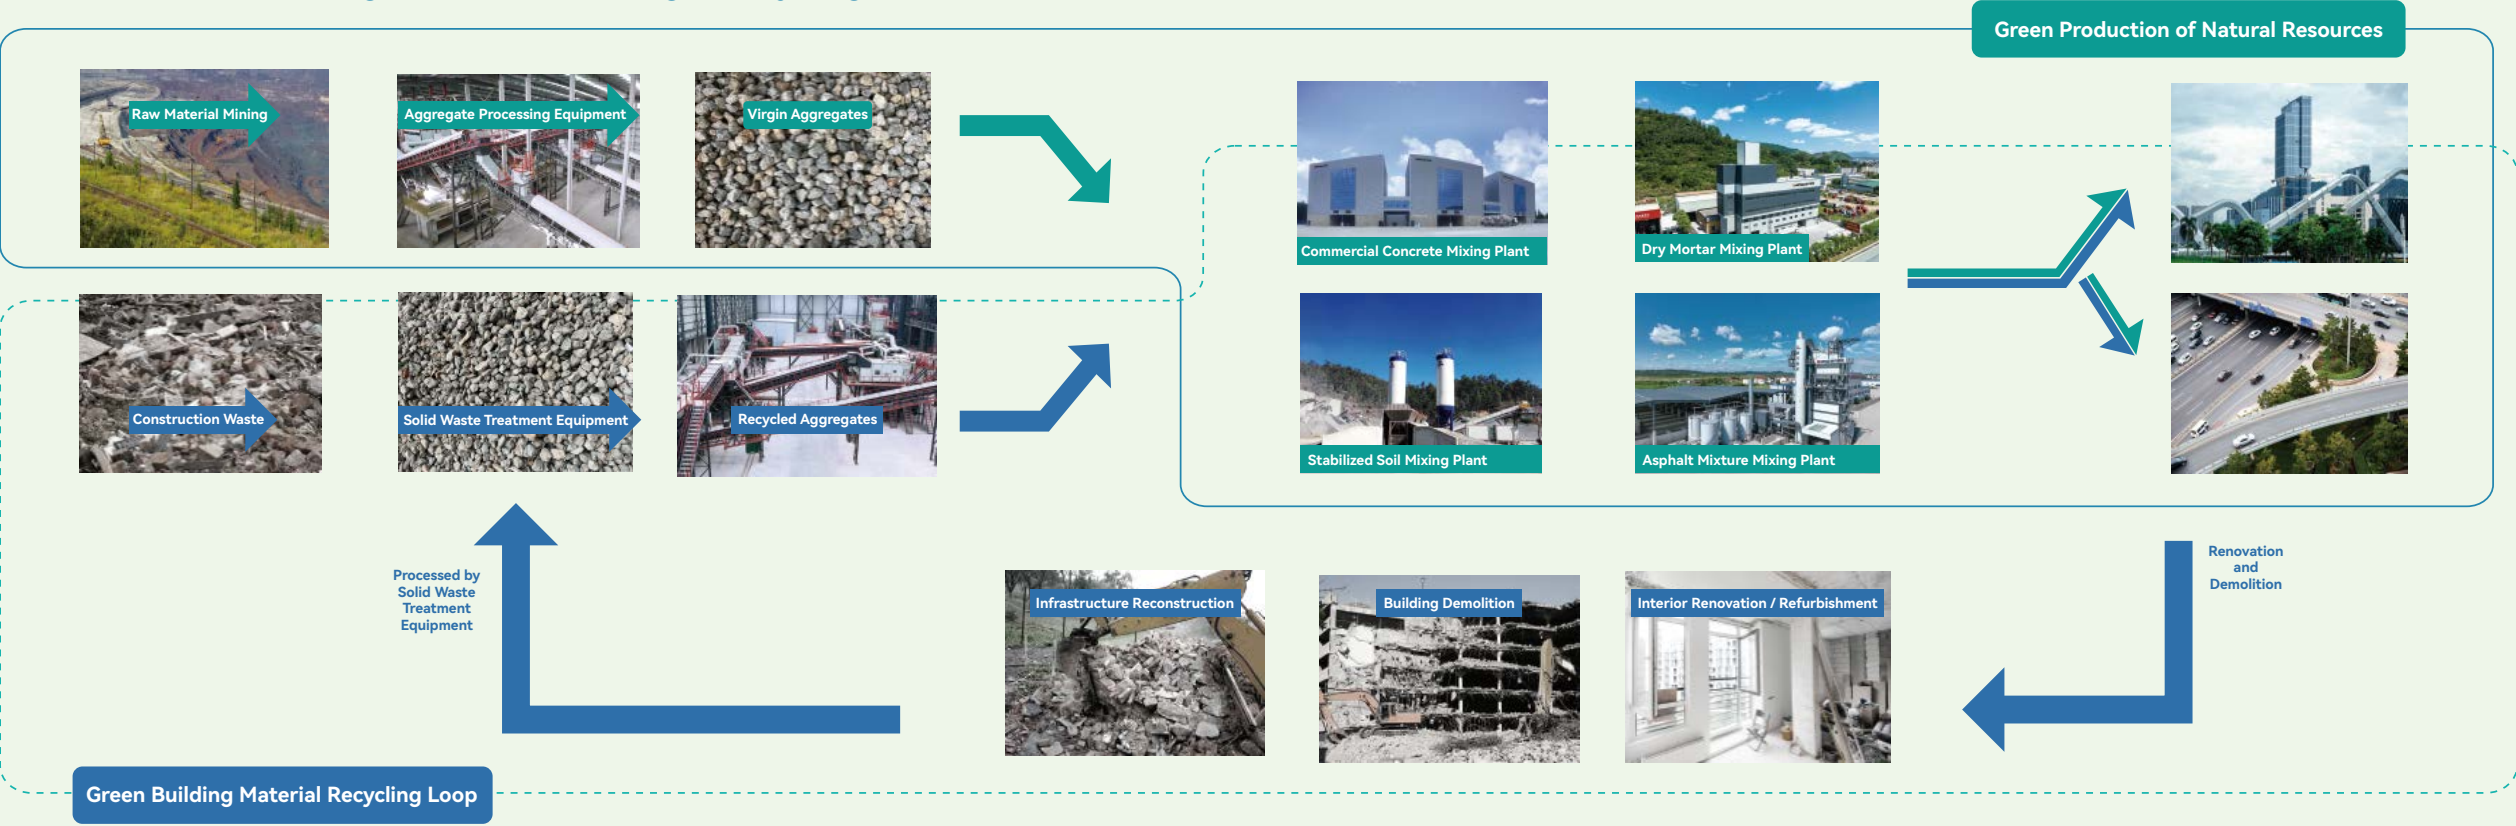 Green Production of Natural Resources
Raw Material Mining
Aggregate Processing Equipment
Virgin Aggregates
Commercial Concrete Mixing Plant
Dry Mortar Mixing Plant
Construction Waste
Solid Waste Treatment Equipment
Recycled Aggregates
Stabilized Soil Mixing Plant
Asphalt Mixture Mixing Plant
Processed by
Solid Waste
Treatment
Equipment
Infrastructure Reconstruction
Building Demolition
Interior Renovation / Refurbishment
Renovation
and
Demolition
Green Building Material Recycling Loop